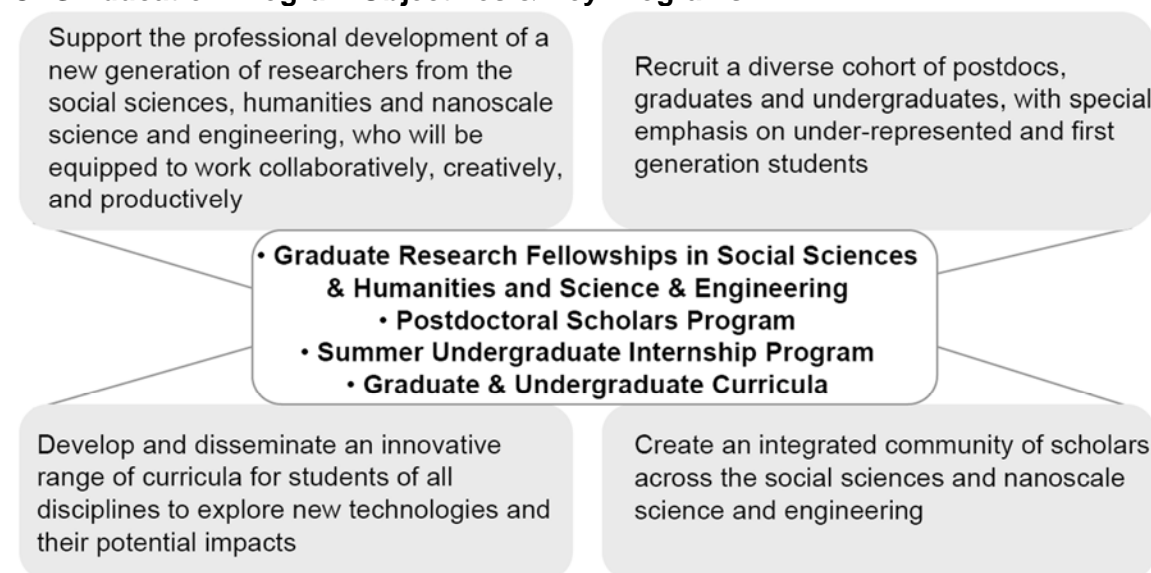 Support the professional development of a
new generation of researchers from the
social sciences, humanities and nanoscale
science and engineering, who will be
equipped to work collaboratively, creatively,
and productively
Recruit a diverse cohort of postdocs,
graduates and undergraduates, with special
emphasis on under-represented and first
generation students
• Graduate Research Fellowships in Social Sciences
& Humanities and Science & Engineering
• Postdoctoral Scholars Program
• Summer Undergraduate Internship Program
• Graduate & Undergraduate Curricula
Develop and disseminate an innovative
range of curricula for students of all
disciplines to explore new technologies and
their potential impacts
Create an integrated community of scholars
across the social sciences and nanoscale
science and engineering